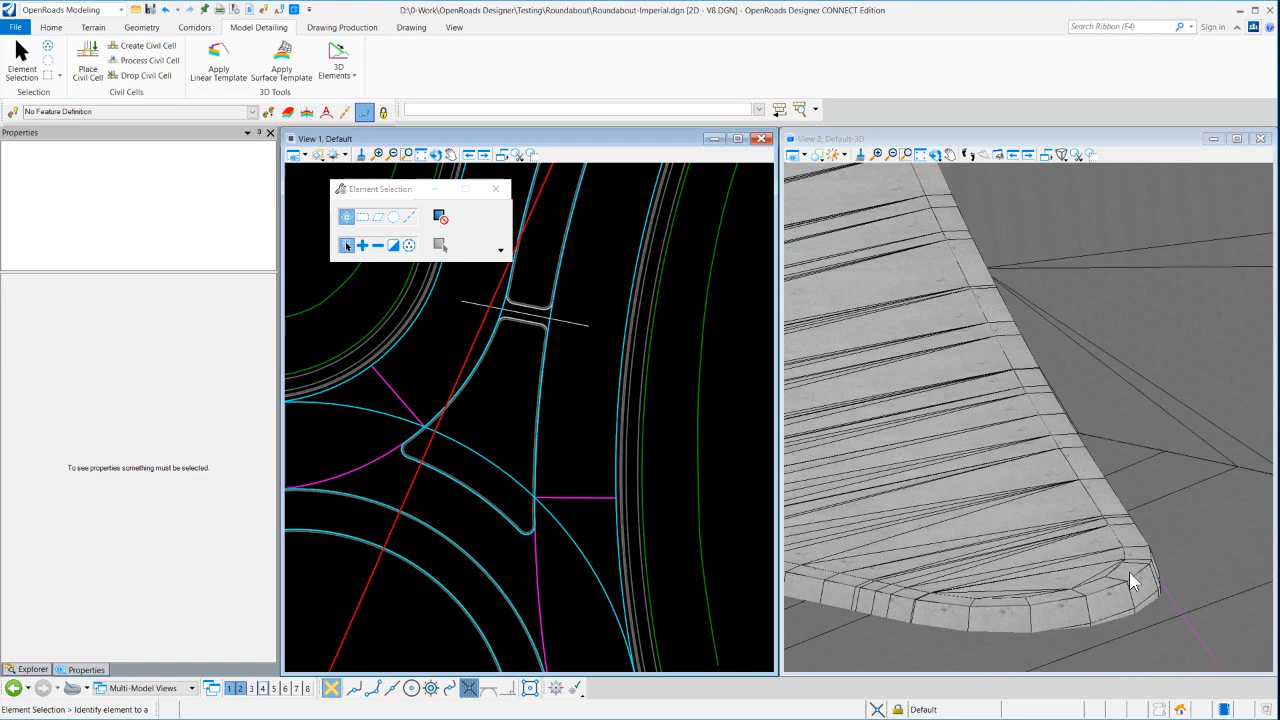 OpenRoads Modeling
D:\0-Work\OpenRoads Designer\Testing\Roundabout\Roundabout-Imperial.dgn [2D - V8 DGN] - OpenRoads Designer CONNECT Edition
File
Home
Terrain
Geometry
Corridors
Model Detailing
Drawing Production
Drawing
View
Search Ribbon (F4)
Sign in
Element
Selection
Selection
Place
Civil Cell
Create Civil Cell
Process Civil Cell
Drop Civil Cell
Civil Cells
Apply
Linear Template
Apply
Surface Template
3D
Elements
3D Tools
No Feature Definition
Properties
View 1, Default
View 2, Default-3D
Element Selection
To see properties something must be selected.
Explorer
Properties
Multi-Model Views
1 2 3 4 5 6 7 8
Element Selection > Identify element to a
Default